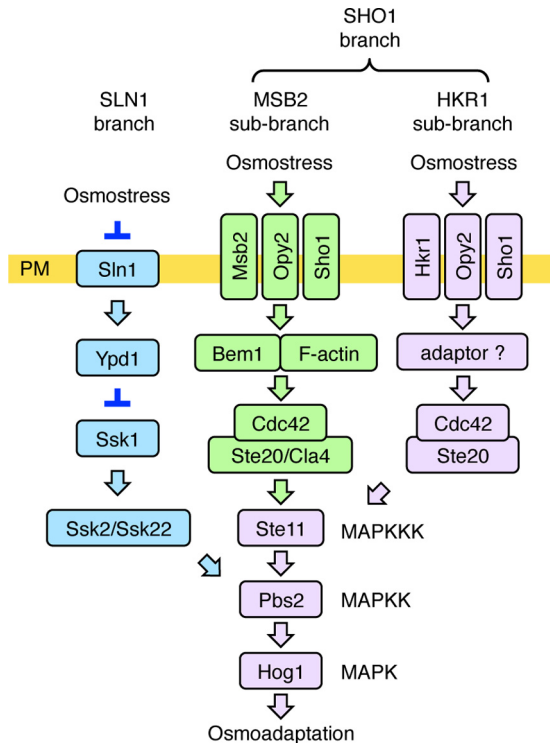 SHO1
branch
SLN1
branch
MSB2
sub-branch
HKR1
sub-branch
Osmostress
Osmostress
Osmostress
PM
Sln1
Msb2
Opy2
Sho1
Hkr1
Opy2
Sho1
Ypd1
Bem1
F-actin
adaptor ?
Ssk1
Cdc42
Ste20/Cla4
Cdc42
Ste20
Ssk2/Ssk22
Ste11
MAPKKK
Pbs2
MAPKK
Hog1
MAPK
Osmoadaptation